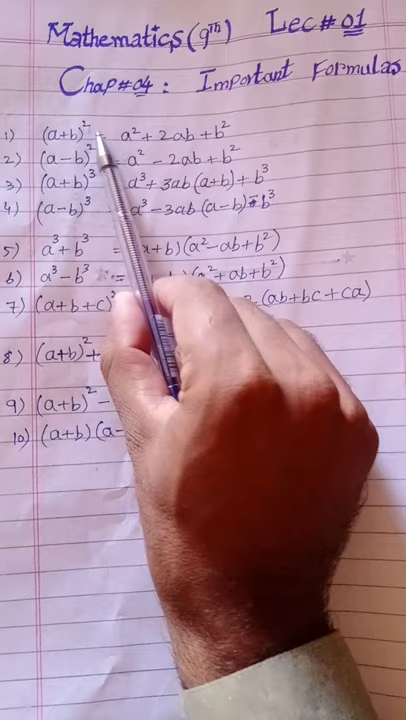 Mathematics (9Th) Lec # 01
Chap # 04 : Important Formulas
1) (a+b)² = a² + 2ab + b²
2) (a-b)² = a² - 2ab + b²
3) (a+b)³ a³ + 3ab(a+b) + b³
4) (a-b)³ a³ - 3ab(a-b) - b³
5) a³+b³ = +b)(a²-ab+b²)
6) a³-b³ = (a²+ab+b²)
7) (a+b+c)² (ab+bc+ca)
8) (a+b)² +
9) (a+b)² -
10) (a+b)(a-